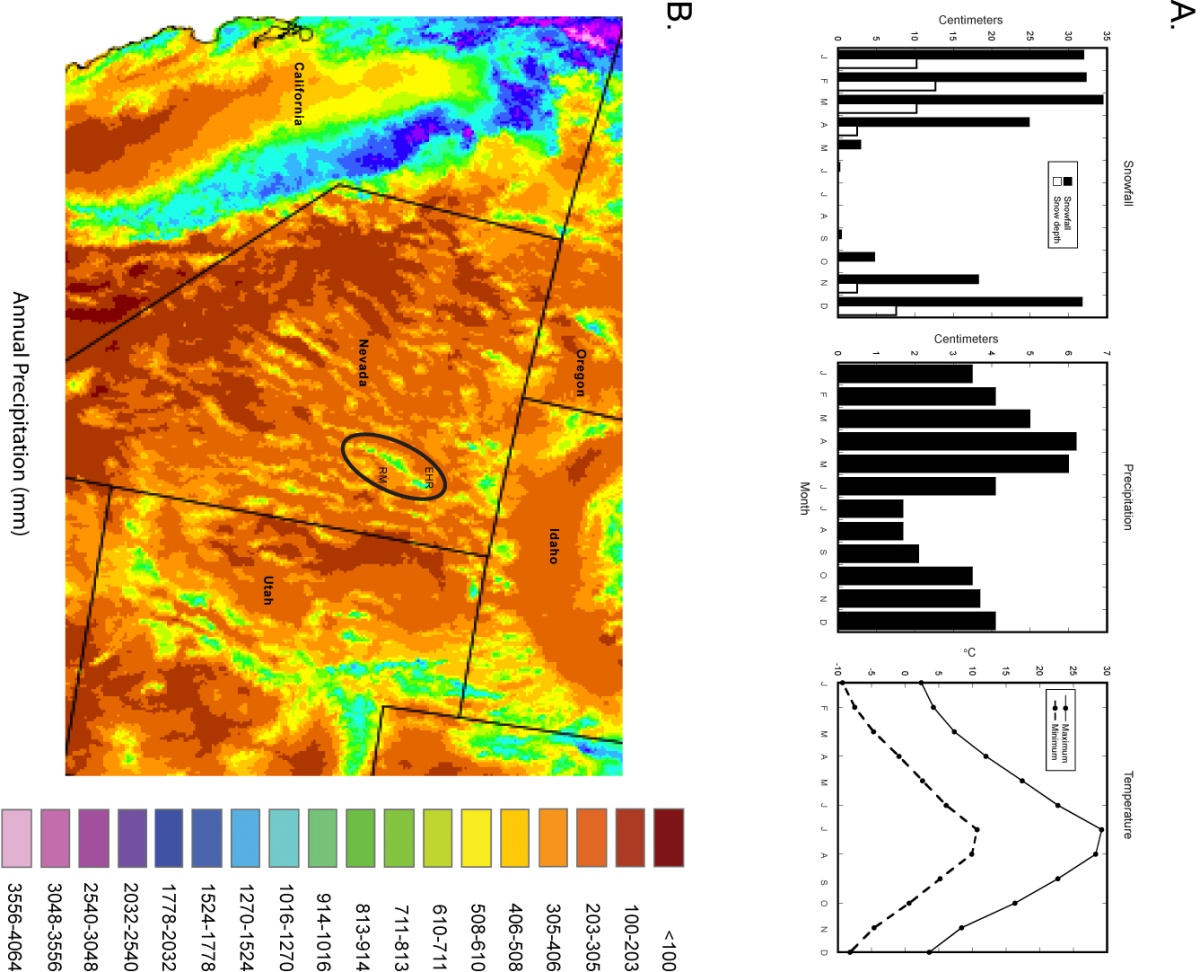 A.
Snowfall
Centimeters
0 5 10 15 20 25 30 35
J F M A M J J A S O N D
Snowfall
Snow depth
Precipitation
Centimeters
0 1 2 3 4 5 6 7
J F M A M J J A S O N D
Month
Temperature
°C
-10 -5 0 5 10 15 20 25 30
J F M A M J J A S O N D
Maximum
Minimum
B.
California
Nevada
Oregon
Idaho
Utah
EHR
RM
Annual Precipitation (mm)
<100
100-203
203-305
305-406
406-508
508-610
610-711
711-813
813-914
914-1016
1016-1270
1270-1524
1524-1778
1778-2032
2032-2540
2540-3048
3048-3556
3556-4064